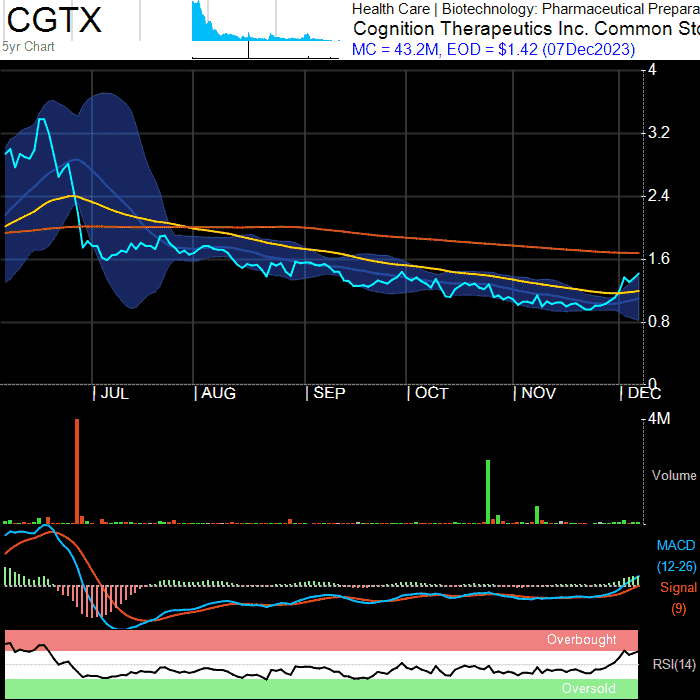 CGTX
Health Care | Biotechnology: Pharmaceutical Prepara
Cognition Therapeutics Inc. Common Sto
5yr Chart
MC = 43.2M, EOD = $1.42 (07Dec2023)
4
3.2
2.4
1.6
0.8
0
| JUL | AUG | SEP | OCT | NOV | DEC
4M
Volume
MACD
(12-26)
Signal
(9)
Overbought
RSI(14)
Oversold